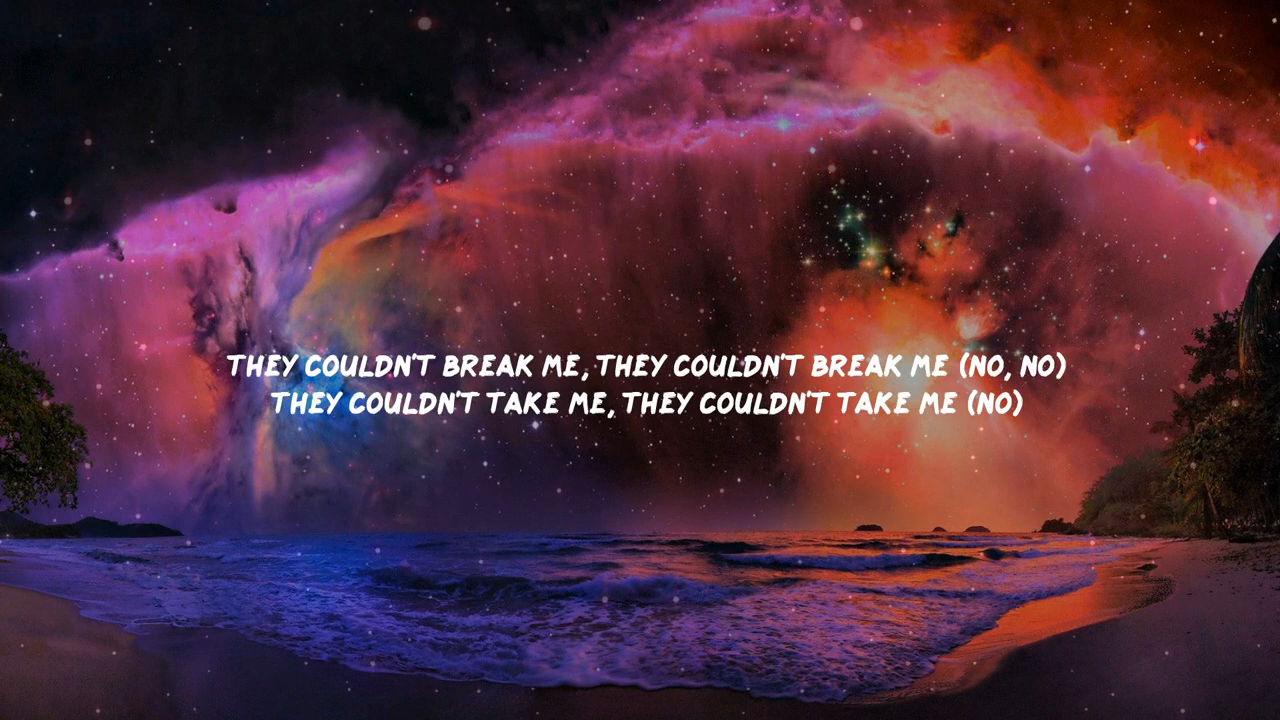 THEY COULDN'T BREAK ME, THEY COULDN'T BREAK ME (NO, NO)
THEY COULDN'T TAKE ME, THEY COULDN'T TAKE ME (NO)